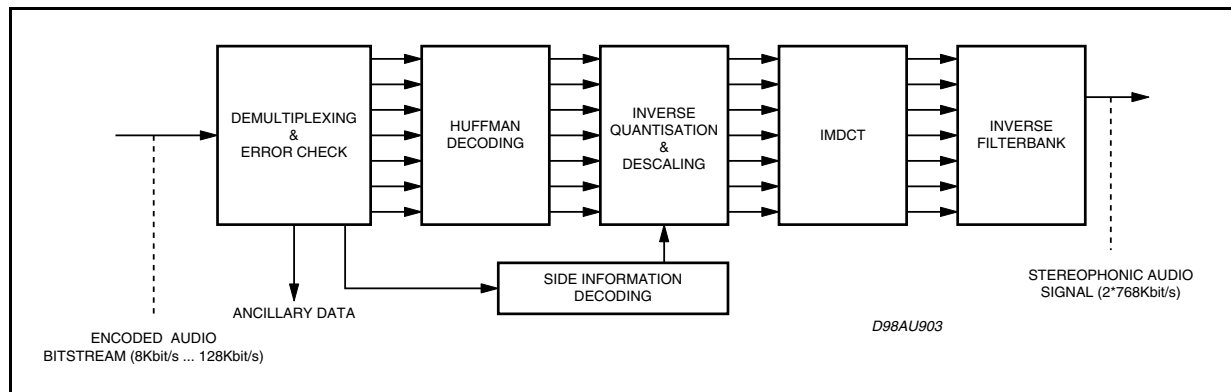 DEMULTIPLEXING
&
ERROR CHECK
HUFFMAN
DECODING
INVERSE
QUANTISATION
&
DESCALING
IMDCT
INVERSE
FILTERBANK
SIDE INFORMATION
DECODING
ANCILLARY DATA
ENCODED AUDIO
BITSTREAM (8Kbit/s ... 128Kbit/s)
STEREOPHONIC AUDIO
SIGNAL (2*768Kbit/s)
D98AU903